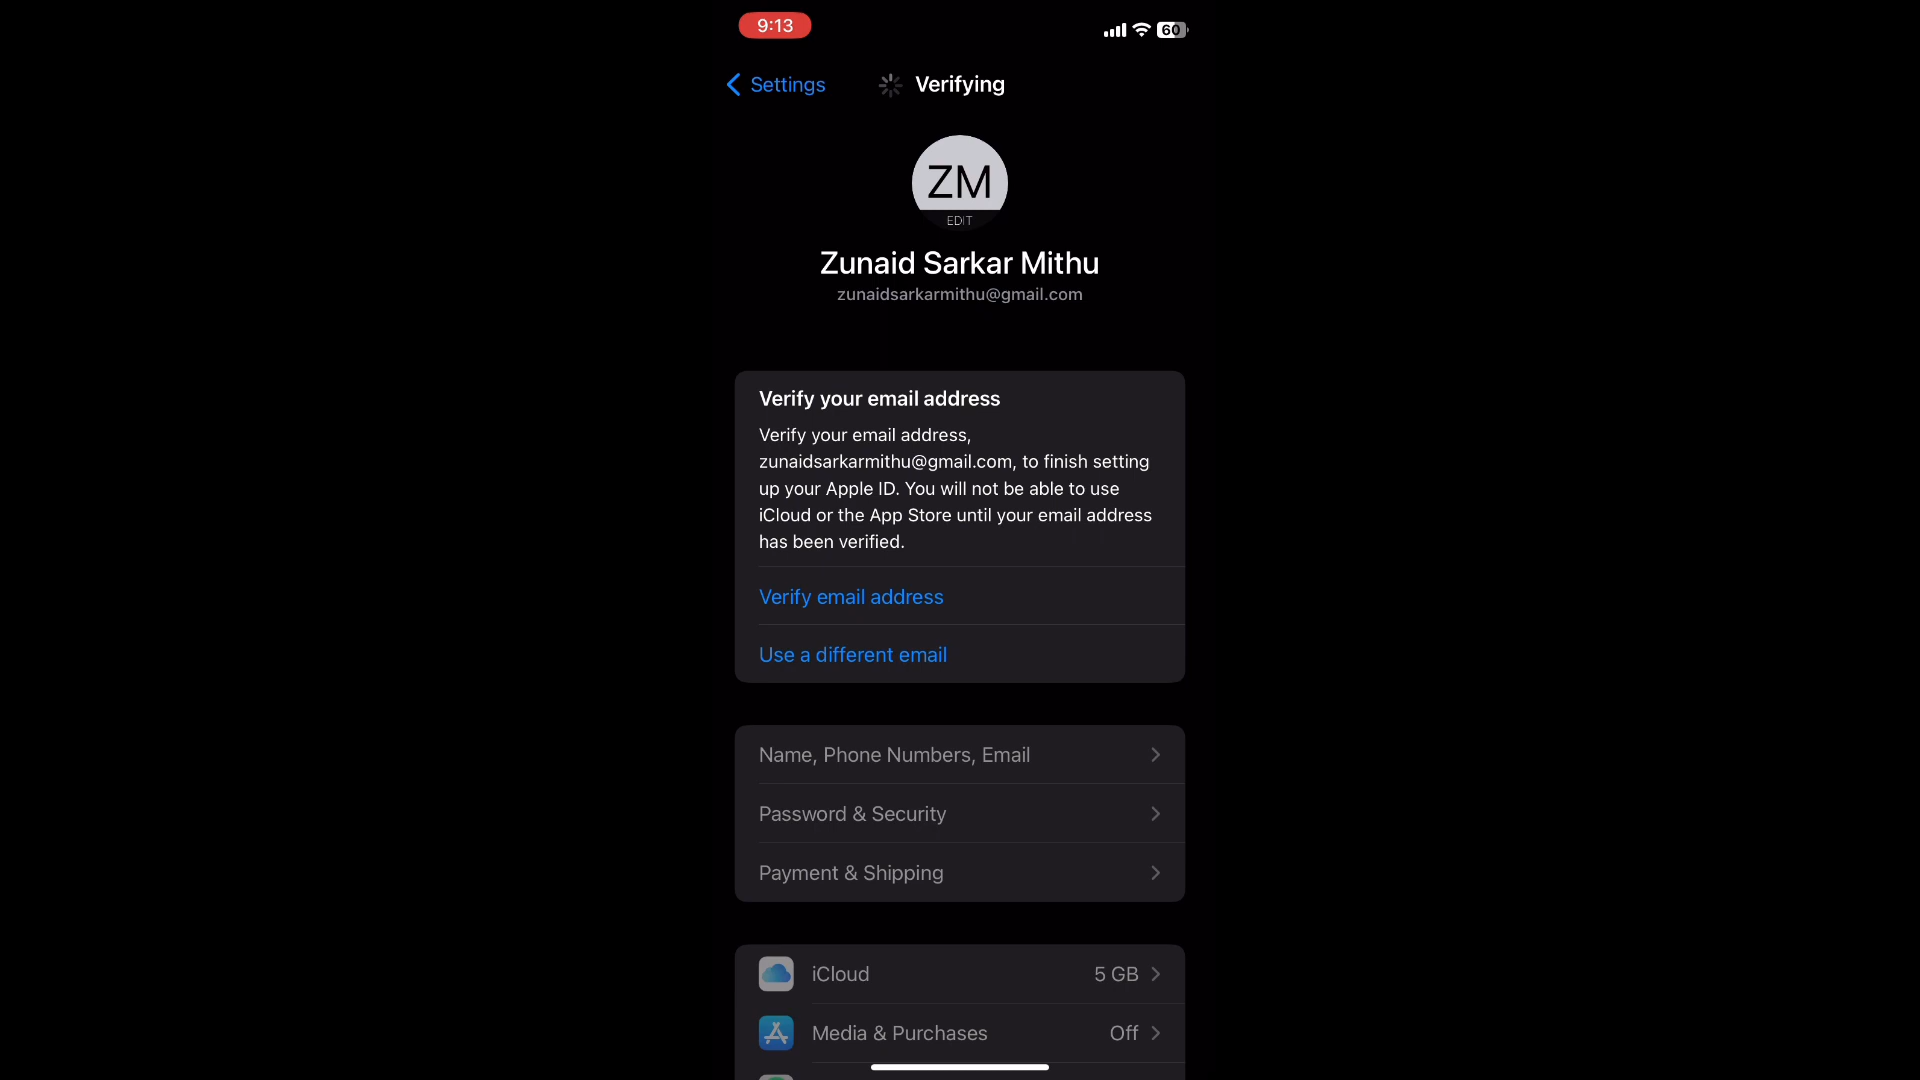 9:13
60
Settings
Verifying
ZM
EDIT
Zunaid Sarkar Mithu
zunaidsarkarmithu@gmail.com
Verify your email address
Verify your email address,
zunaidsarkarmithu@gmail.com, to finish setting
up your Apple ID. You will not be able to use
iCloud or the App Store until your email address
has been verified.
Verify email address
Use a different email
Name, Phone Numbers, Email
Password & Security
Payment & Shipping
iCloud 5 GB
Media & Purchases Off